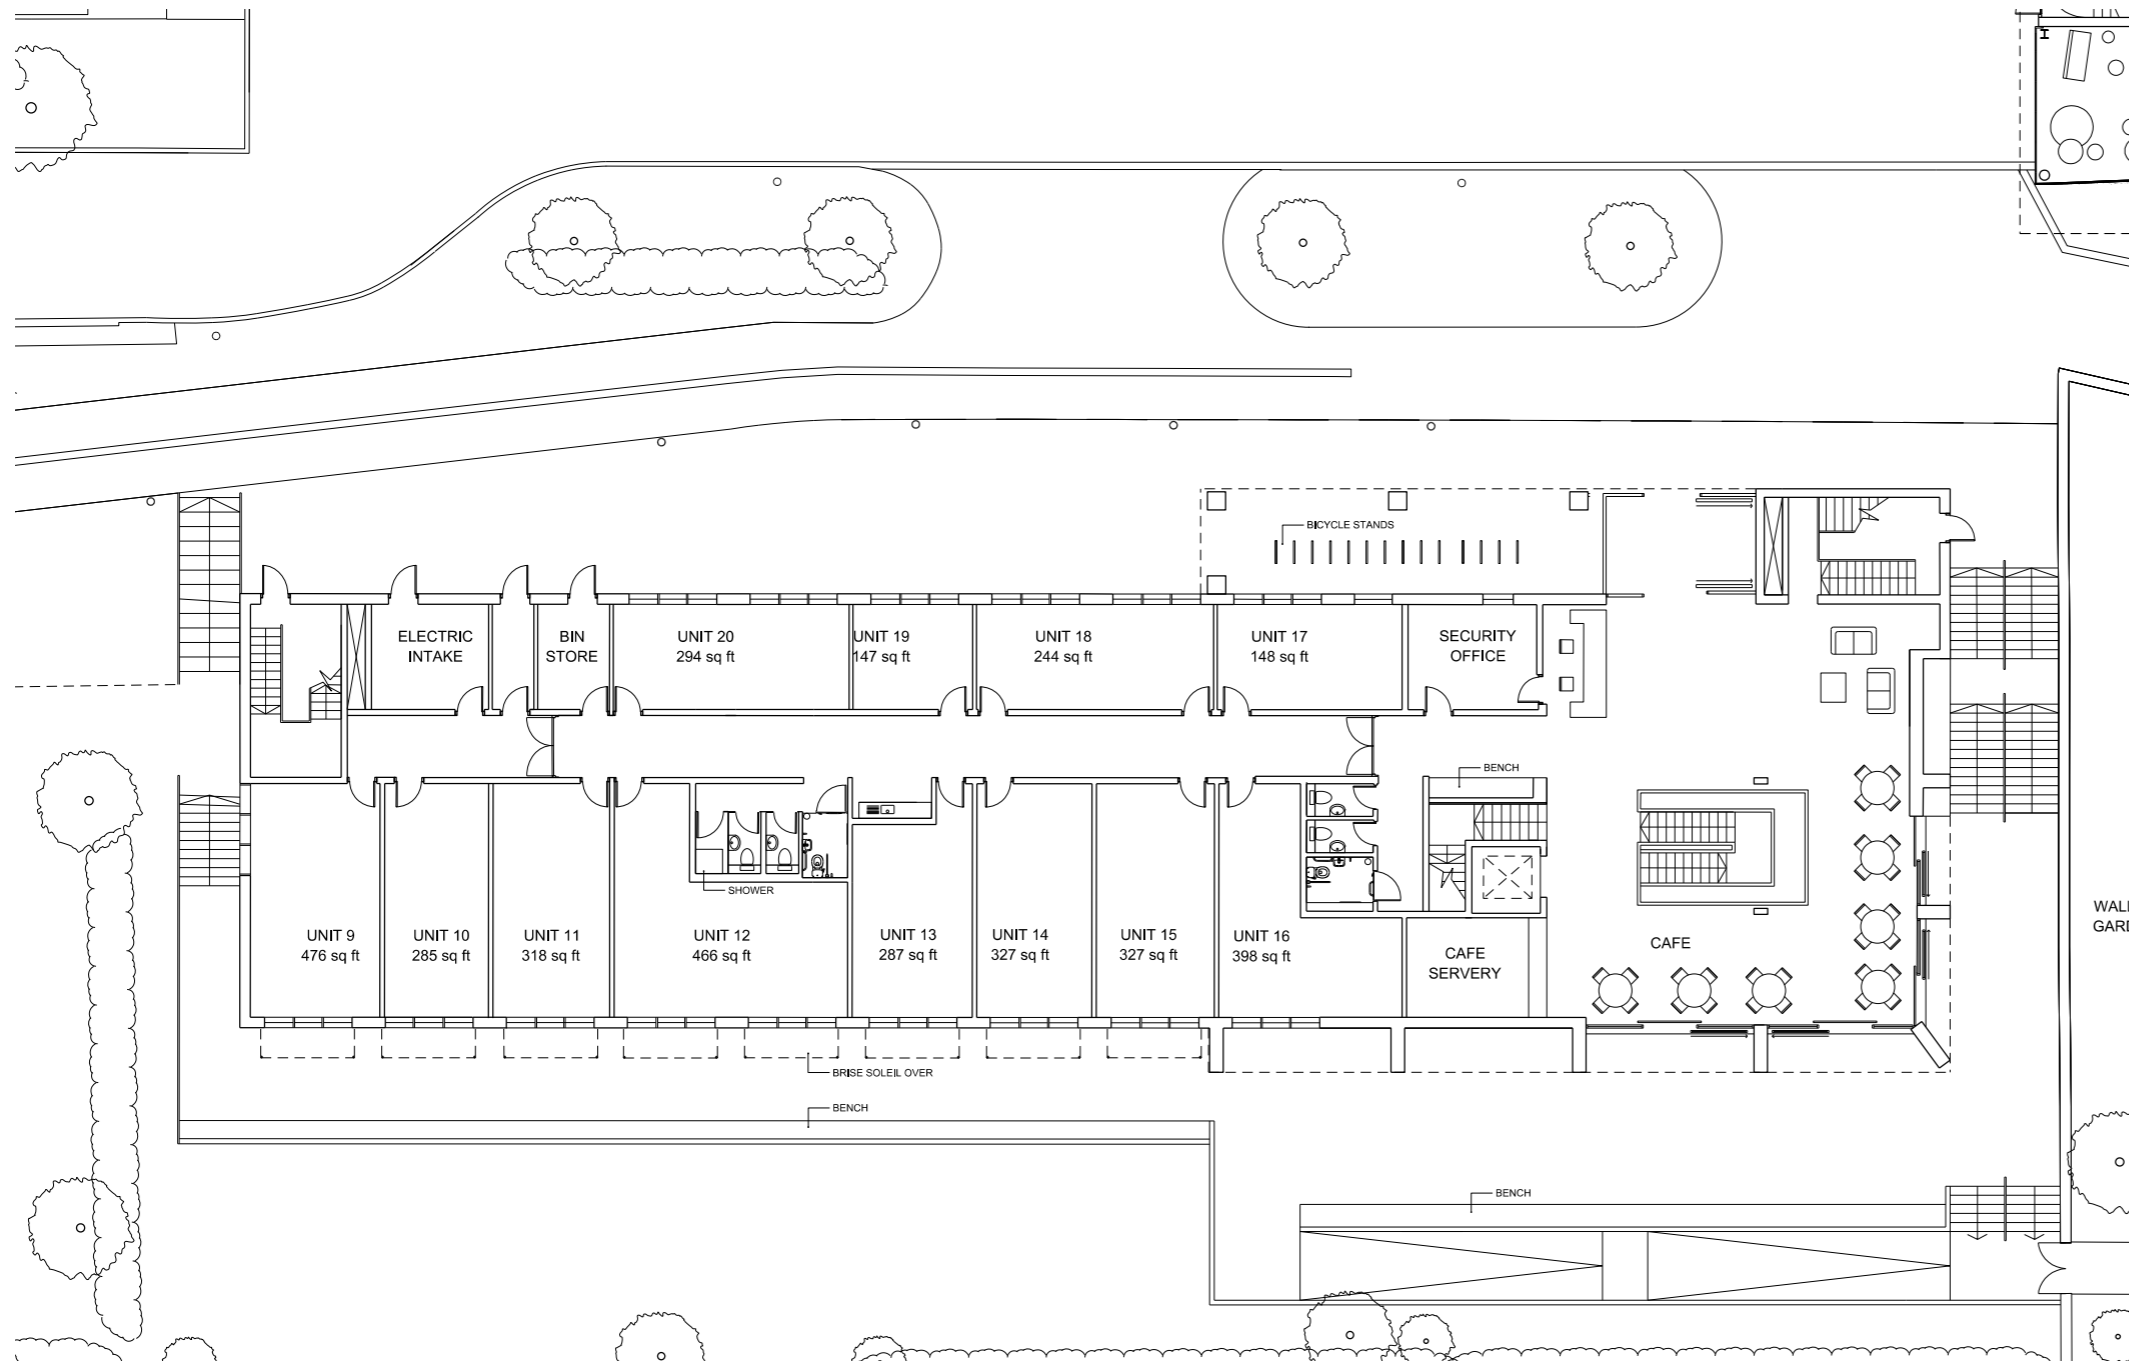 BICYCLE STANDS
ELECTRIC
INTAKE
BIN
STORE
UNIT 20
294 sq ft
UNIT 19
147 sq ft
UNIT 18
244 sq ft
UNIT 17
148 sq ft
SECURITY
OFFICE
BENCH
SHOWER
UNIT 9
476 sq ft
UNIT 10
285 sq ft
UNIT 11
318 sq ft
UNIT 12
466 sq ft
UNIT 13
287 sq ft
UNIT 14
327 sq ft
UNIT 15
327 sq ft
UNIT 16
398 sq ft
CAFE
SERVERY
CAFE
WALL
GARD
BRISE SOLEIL OVER
BENCH
BENCH